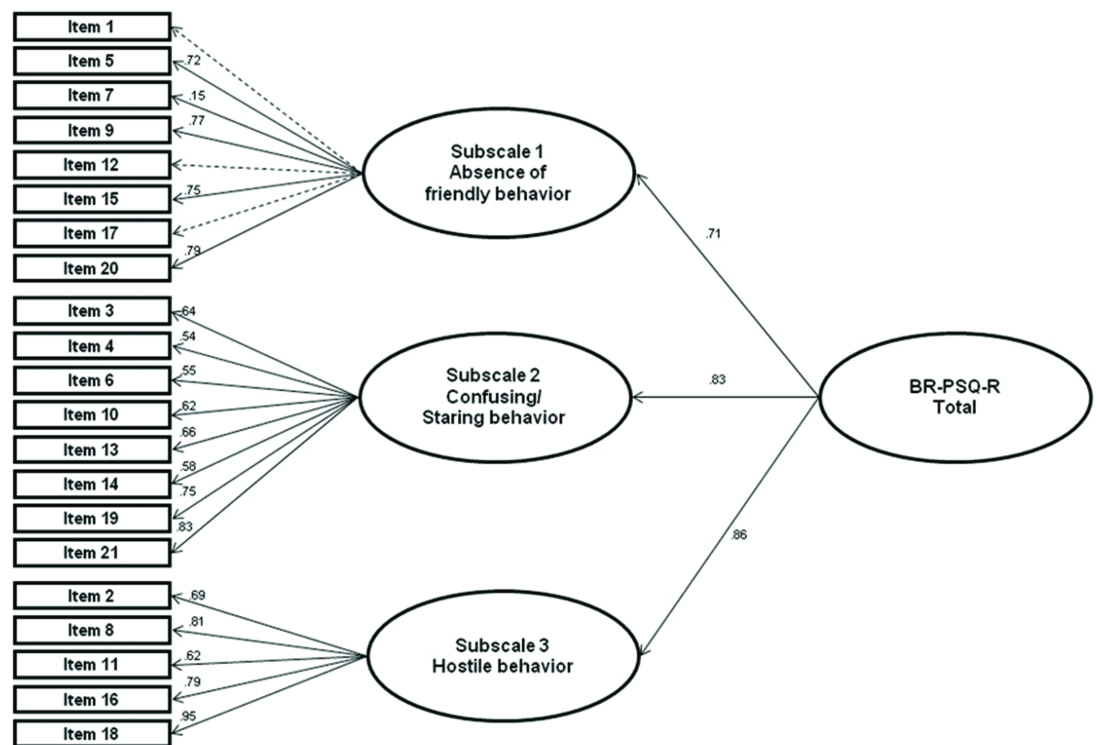 Item 1
Item 5
.72
Item 7
.15
Item 9
.77
Item 12
Item 15
.75
Item 17
Item 20
.79
Subscale 1
Absence of
friendly behavior
.71
Item 3
.64
Item 4
.54
Item 6
.55
Item 10
.62
Item 13
.66
Item 14
.58
Item 19
.75
Item 21
.83
Subscale 2
Confusing/
Staring behavior
.83
BR-PSQ-R
Total
Item 2
.69
Item 8
.81
Item 11
.62
Item 16
.79
Item 18
.95
Subscale 3
Hostile behavior
.86